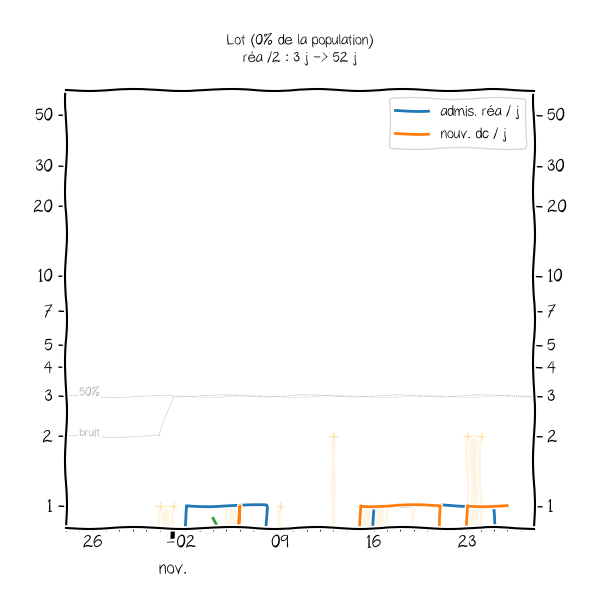 Lot (0% de la population)
réa /2 : 3 j -> 52 j
admis. réa / j
nouv. dc / j
50 50
30 30
20 20
10 10
7 7
5 5
4 4
3 3
50%
2 2
bruit
1 1
26 02 09 16 23
nov.